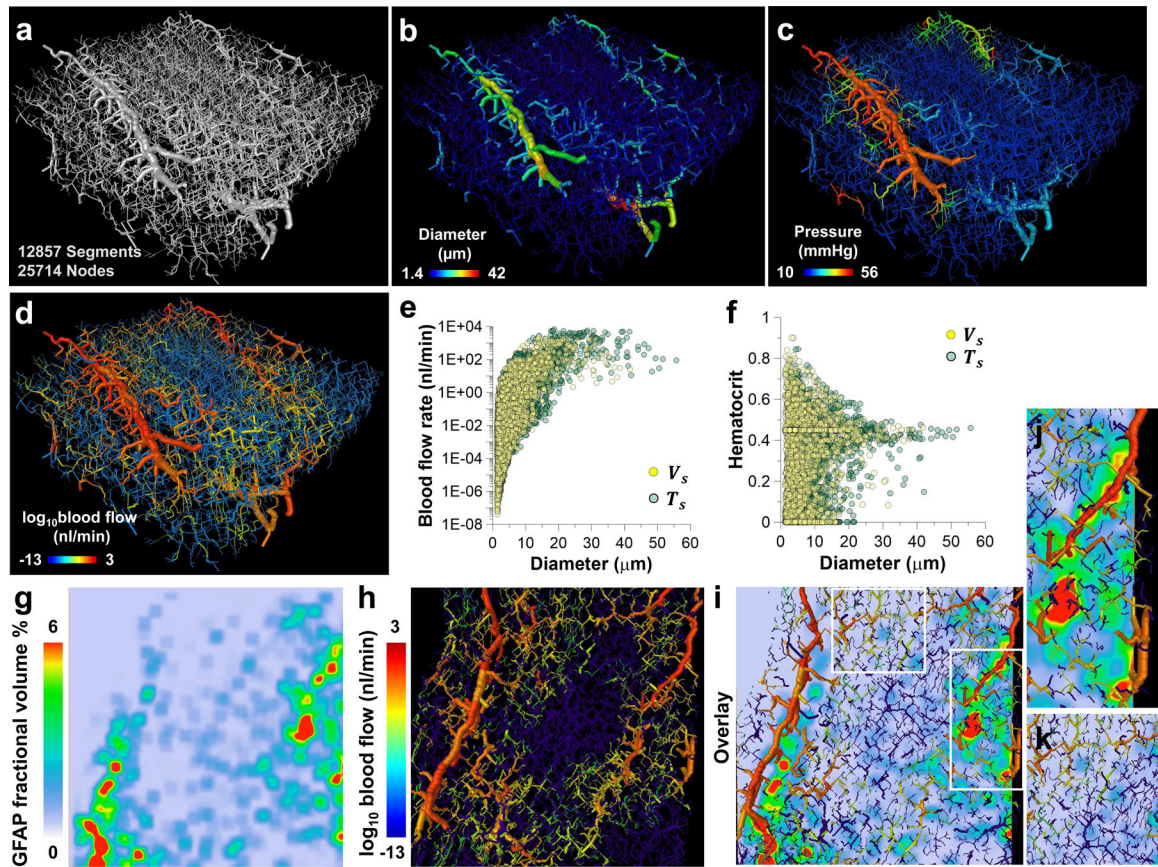 a
12857 Segments
25714 Nodes
b
Diameter
(µm)
1.4
42
c
Pressure
(mmHg)
10
56
d
log10blood flow
(nl/min)
-13
3
e
Blood flow rate (nl/min)
1E+04
1E+02
1E+00
1E-02
1E-04
1E-06
1E-08
Vs
Ts
0 10 20 30 40 50 60
Diameter (µm)
f
Hematocrit
1
0.8
0.6
0.4
0.2
0
Vs
Ts
0 10 20 30 40 50 60
Diameter (µm)
g
GFAP fractional volume %
6
0
h
log10 blood flow (nl/min)
3
-13
i
Overlay
j
k